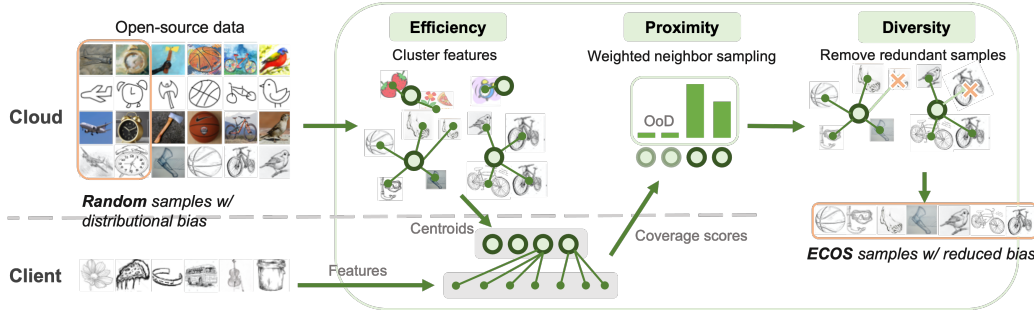 Open-source data
Efficiency
Proximity
Diversity
Cluster features
Weighted neighbor sampling
Remove redundant samples
Cloud
OoD
Random samples w/
distributional bias
Centroids
Coverage scores
ECOS samples w/ reduced bias
Client
Features